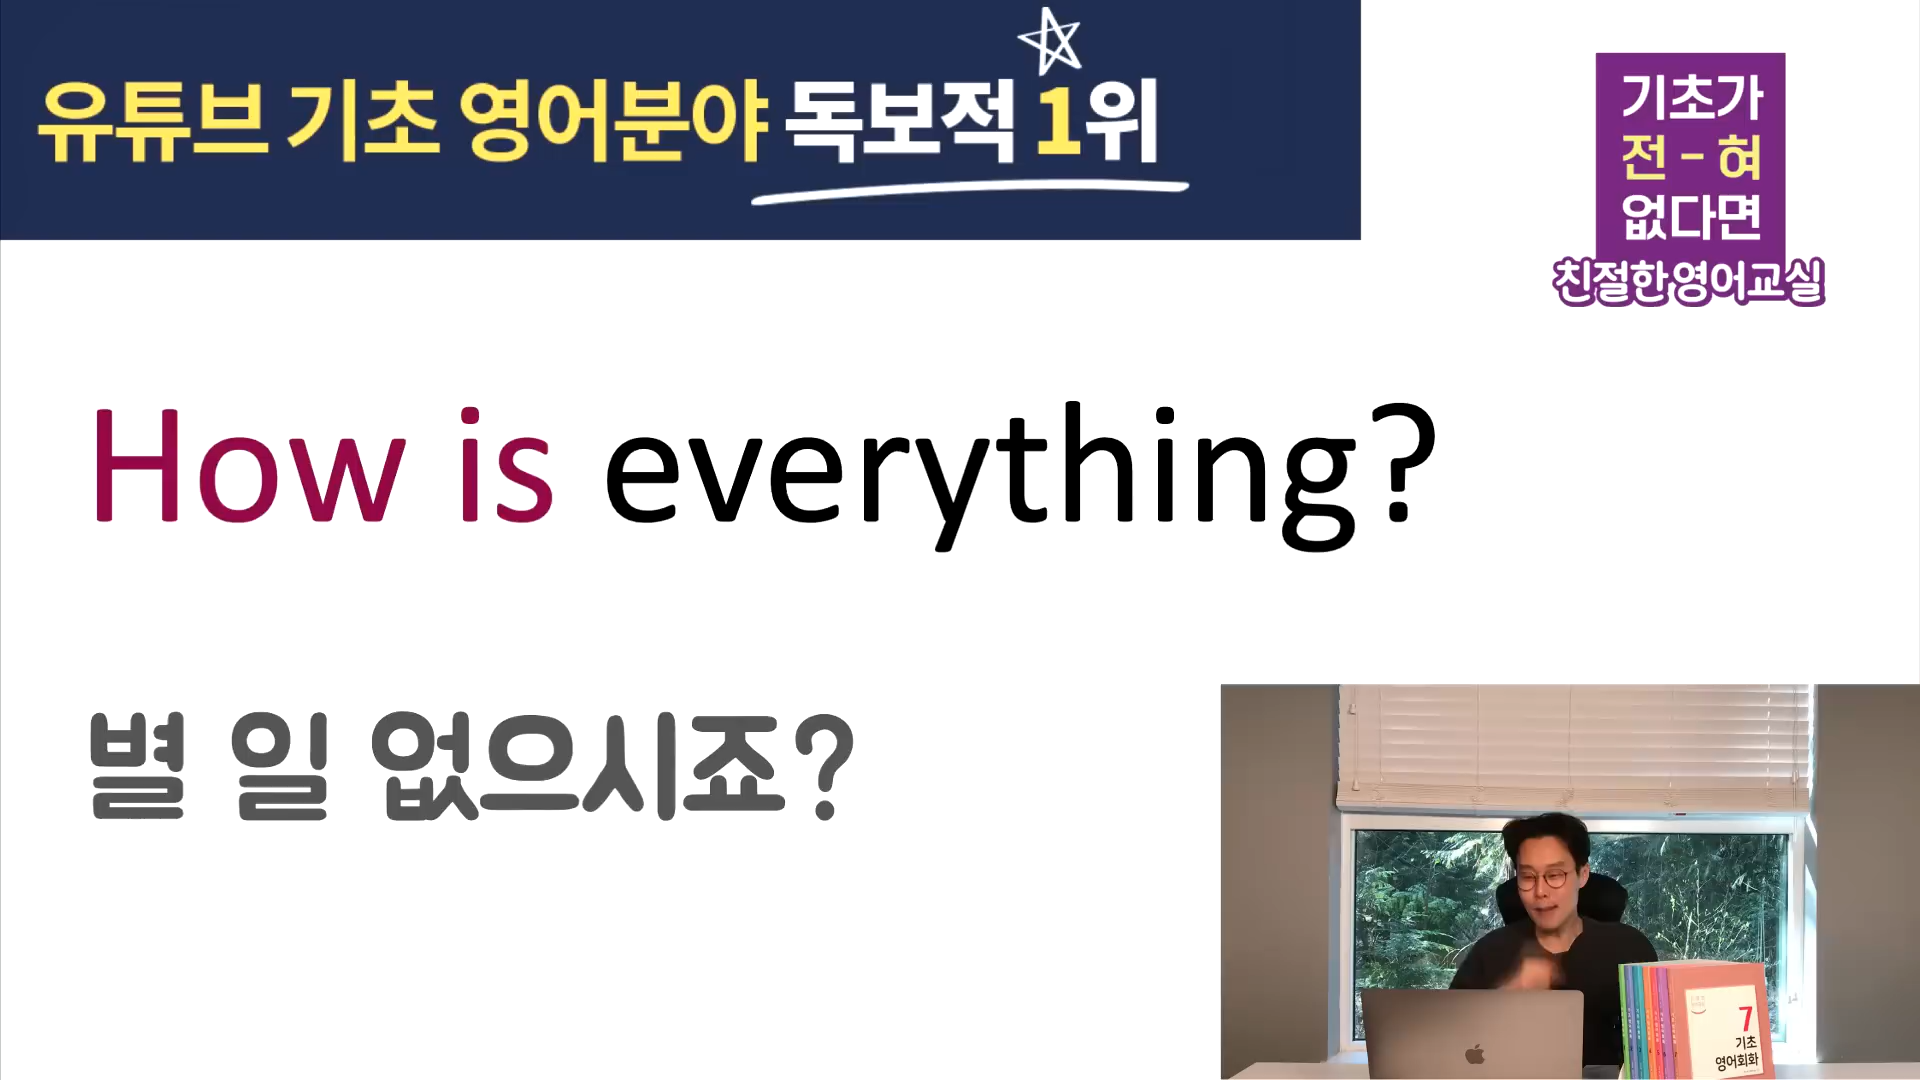 유튜브 기초 영어분야 독보적 1위
기초가
전-혀
없다면
친절한영어교실
How is everything?
별 일 없으시죠?
7
기초
영어회화